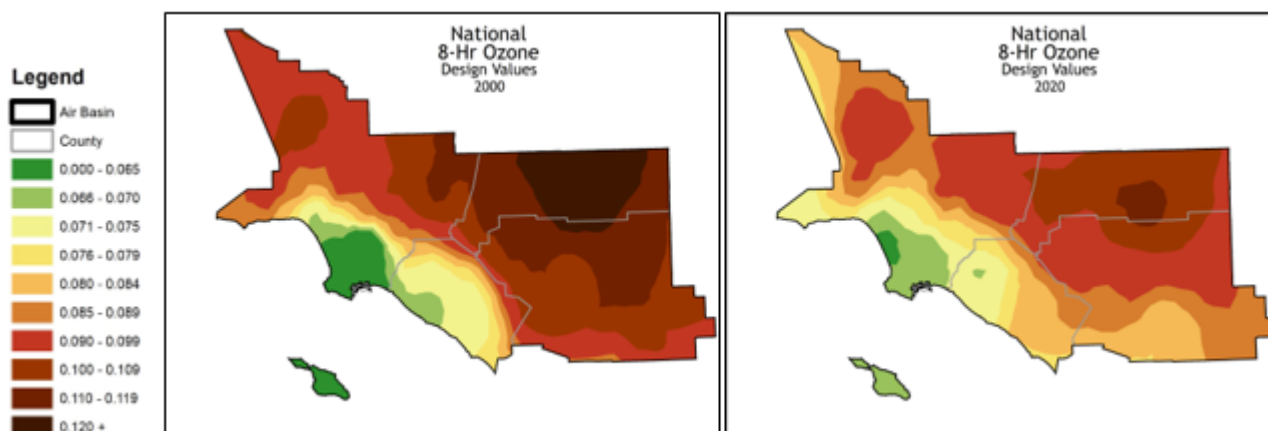 Legend
Air Basin
County
0.000 - 0.065
0.066 - 0.070
0.071 - 0.075
0.076 - 0.079
0.080 - 0.084
0.085 - 0.089
0.090 - 0.099
0.100 - 0.109
0.110 - 0.119
0.120 +
National
8-Hr Ozone
Design Values
2000
National
8-Hr Ozone
Design Values
2020